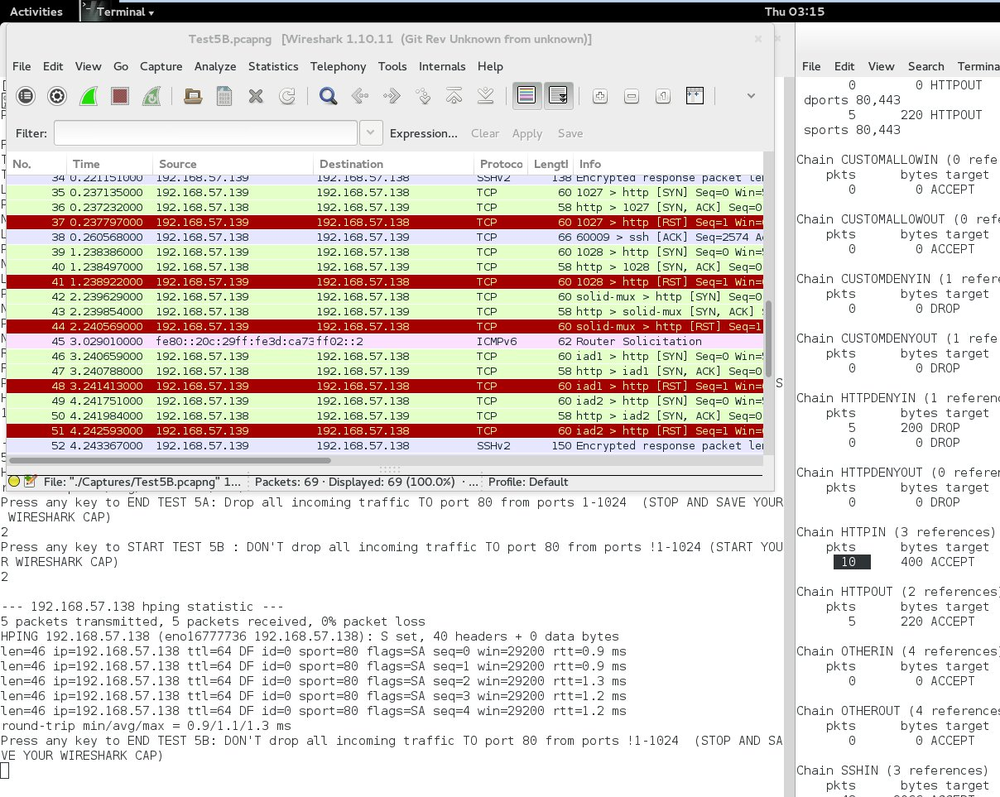 Activities Terminal Thu 03:15
Test5B.pcapng [Wireshark 1.10.11 (Git Rev Unknown from unknown)]
File Edit View Go Capture Analyze Statistics Telephony Tools Internals Help
Filter: Expression... Clear Apply Save
No. Time Source Destination Protoco Lengtl Info
34 0.221151000 192.168.57.139 192.168.57.138 SSHv2 138 Encrypted response packet le
35 0.237135000 192.168.57.139 192.168.57.138 TCP 60 1027 > http [SYN] Seq=0 Win=
36 0.237232000 192.168.57.138 192.168.57.139 TCP 58 http > 1027 [SYN, ACK] Seq=0
37 0.237797000 192.168.57.139 192.168.57.138 TCP 60 1027 > http [RST] Seq=1 Win=
38 0.260568000 192.168.57.138 192.168.57.139 TCP 66 60009 > ssh [ACK] Seq=2574 A
39 1.238386000 192.168.57.139 192.168.57.138 TCP 60 1028 > http [SYN] Seq=0 Win=
40 1.238497000 192.168.57.138 192.168.57.139 TCP 58 http > 1028 [SYN, ACK] Seq=0
41 1.238922000 192.168.57.139 192.168.57.138 TCP 60 1028 > http [RST] Seq=1 Win=
42 2.239629000 192.168.57.139 192.168.57.138 TCP 60 solid-mux > http [SYN] Seq=0
43 2.239854000 192.168.57.138 192.168.57.139 TCP 58 http > solid-mux [SYN, ACK]
44 2.240569000 192.168.57.139 192.168.57.138 TCP 60 solid-mux > http [RST] Seq=1
45 3.029010000 fe80::20c:29ff:fe3d:ca73 ff02::2 ICMPv6 62 Router Solicitation
46 3.240659000 192.168.57.139 192.168.57.138 TCP 60 iad1 > http [SYN] Seq=0 Win=
47 3.240788000 192.168.57.138 192.168.57.139 TCP 58 http > iad1 [SYN, ACK] Seq=0
48 3.241413000 192.168.57.139 192.168.57.138 TCP 60 iad1 > http [RST] Seq=1 Win=
49 4.241751000 192.168.57.139 192.168.57.138 TCP 60 iad2 > http [SYN] Seq=0 Win=
50 4.241984000 192.168.57.138 192.168.57.139 TCP 58 http > iad2 [SYN, ACK] Seq=0
51 4.242593000 192.168.57.139 192.168.57.138 TCP 60 iad2 > http [RST] Seq=1 Win=
52 4.243367000 192.168.57.139 192.168.57.138 SSHv2 150 Encrypted response packet le
File: "./Captures/Test5B.pcapng" 1... Packets: 69 · Displayed: 69 (100.0%) · ... Profile: Default
Press any key to END TEST 5A: Drop all incoming traffic TO port 80 from ports 1-1024 (STOP AND SAVE YOUR
WIRESHARK CAP)
2
Press any key to START TEST 5B : DON'T drop all incoming traffic TO port 80 from ports !1-1024 (START YOU
R WIRESHARK CAP)
2
--- 192.168.57.138 hping statistic ---
5 packets transmitted, 5 packets received, 0% packet loss
HPING 192.168.57.138 (eno16777736 192.168.57.138): S set, 40 headers + 0 data bytes
len=46 ip=192.168.57.138 ttl=64 DF id=0 sport=80 flags=SA seq=0 win=29200 rtt=0.9 ms
len=46 ip=192.168.57.138 ttl=64 DF id=0 sport=80 flags=SA seq=1 win=29200 rtt=0.9 ms
len=46 ip=192.168.57.138 ttl=64 DF id=0 sport=80 flags=SA seq=2 win=29200 rtt=1.3 ms
len=46 ip=192.168.57.138 ttl=64 DF id=0 sport=80 flags=SA seq=3 win=29200 rtt=1.2 ms
len=46 ip=192.168.57.138 ttl=64 DF id=0 sport=80 flags=SA seq=4 win=29200 rtt=1.2 ms
round-trip min/avg/max = 0.9/1.1/1.3 ms
Press any key to END TEST 5B: DON'T drop all incoming traffic TO port 80 from ports !1-1024 (STOP AND SA
VE YOUR WIRESHARK CAP)
File Edit View Search Termina
0 0 HTTPOUT
dports 80,443
5 220 HTTPOUT
sports 80,443
Chain CUSTOMALLOWIN (0 refe
pkts bytes target
0 0 ACCEPT
Chain CUSTOMALLOWOUT (0 refe
pkts bytes target
0 0 ACCEPT
Chain CUSTOMDENYIN (1 refere
pkts bytes target
0 0 DROP
Chain CUSTOMDENYOUT (1 refe
pkts bytes target
0 0 DROP
Chain HTTPDENYIN (1 referenc
pkts bytes target
5 200 DROP
0 0 DROP
Chain HTTPDENYOUT (0 referen
pkts bytes target
0 0 DROP
Chain HTTPIN (3 references)
pkts bytes target
10 400 ACCEPT
Chain HTTPOUT (2 references)
pkts bytes target
5 220 ACCEPT
Chain OTHERIN (4 references
pkts bytes target
0 0 ACCEPT
Chain OTHEROUT (4 references
pkts bytes target
0 0 ACCEPT
Chain SSHIN (3 references)
pkts bytes target